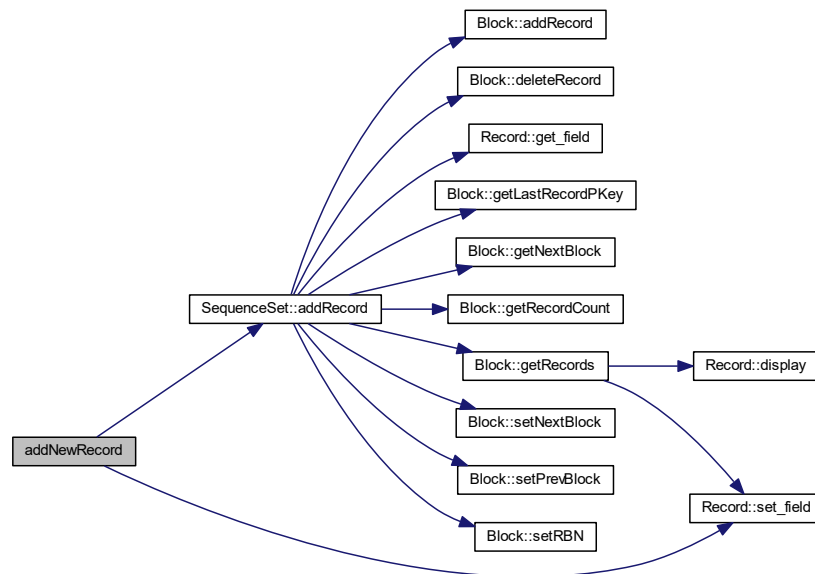 Block::addRecord
Block::deleteRecord
Record::get_field
Block::getLastRecordPKey
Block::getNextBlock
SequenceSet::addRecord
Block::getRecordCount
Block::getRecords
Record::display
Block::setNextBlock
addNewRecord
Block::setPrevBlock
Record::set_field
Block::setRBN